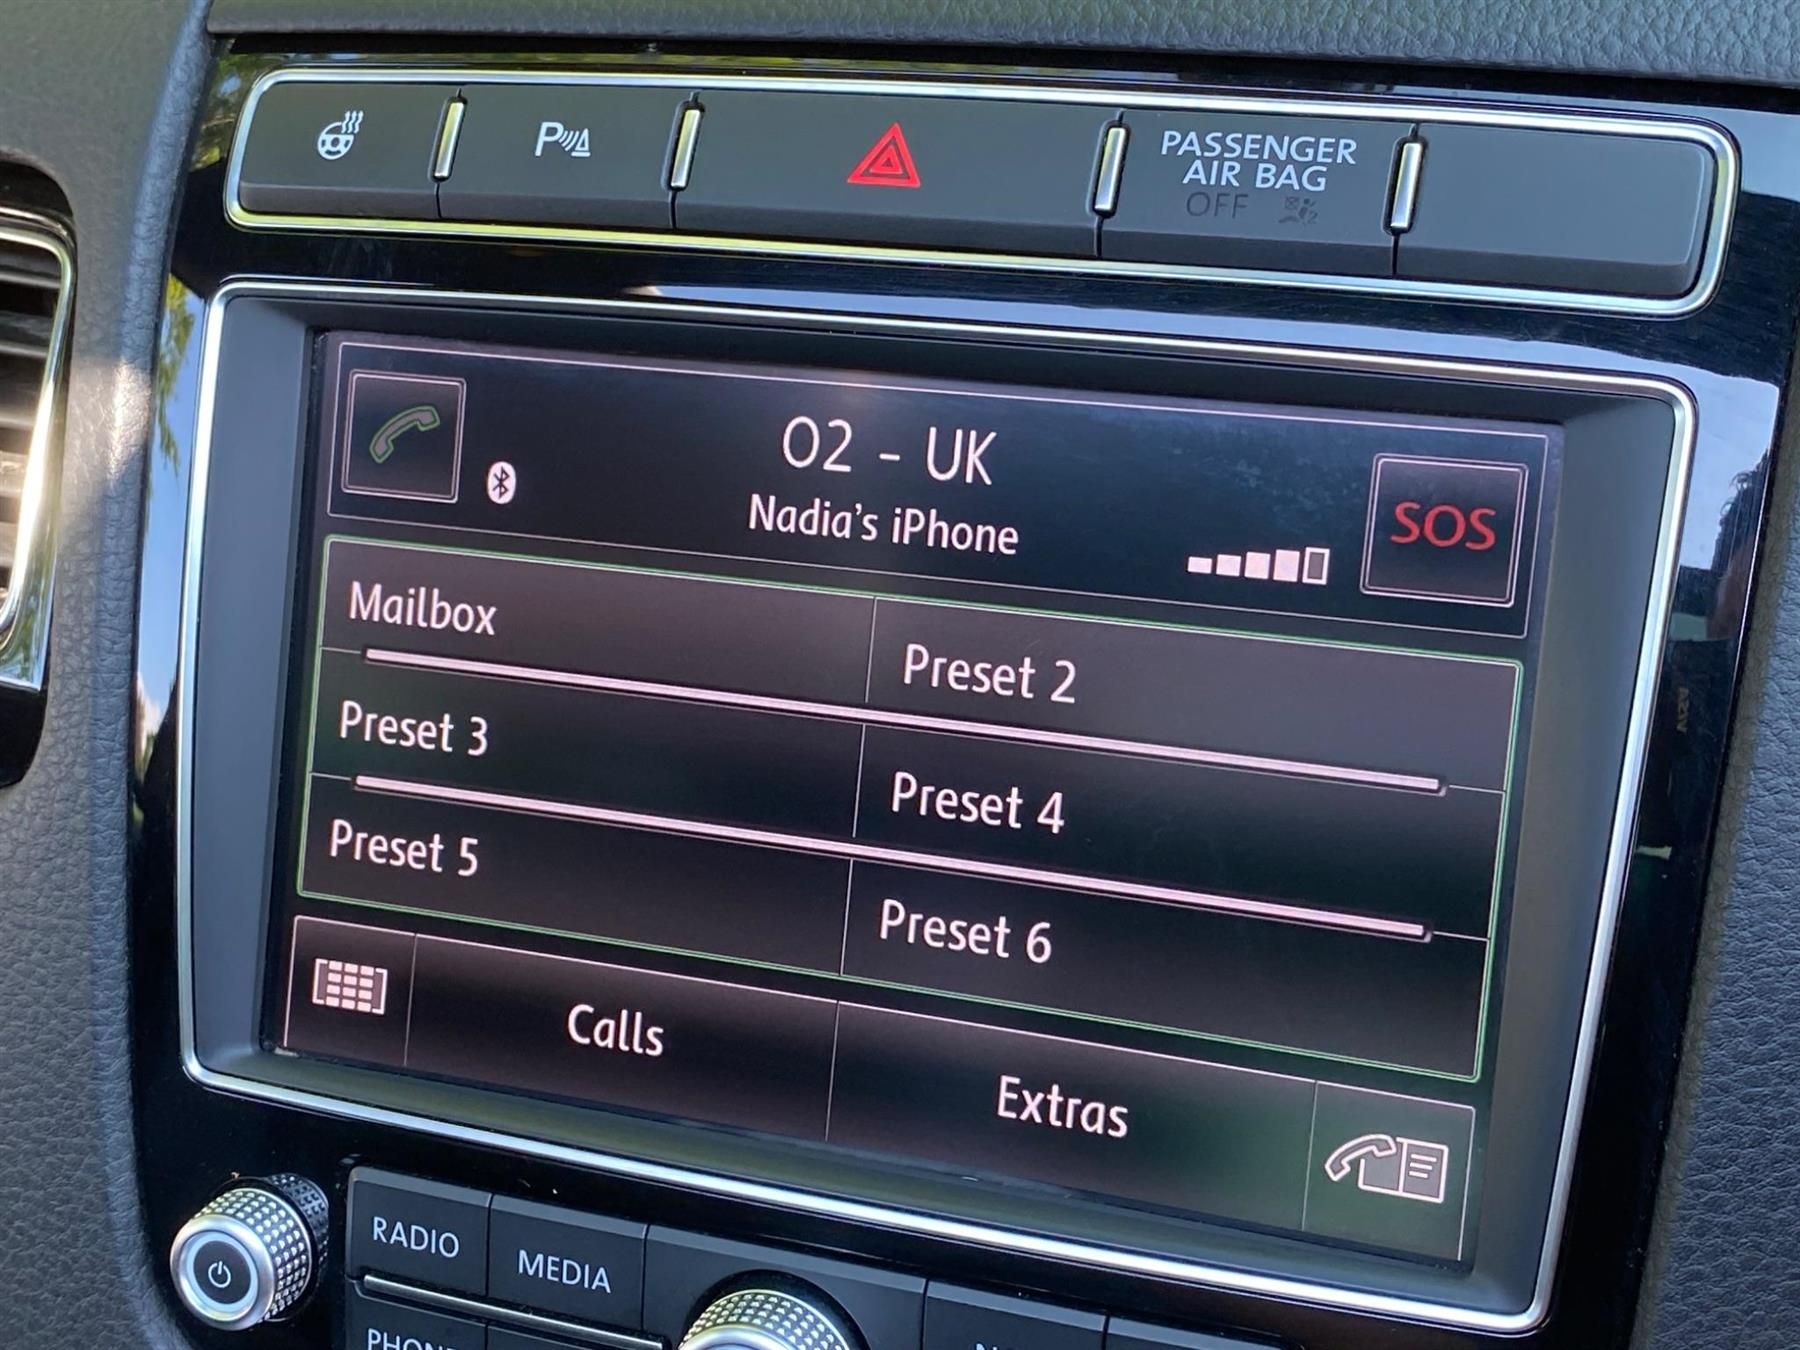 P
PASSENGER
AIR BAG
OFF
O2 - UK
Nadia's iPhone
SOS
Mailbox
Preset 2
Preset 3
Preset 4
Preset 5
Preset 6
Calls
Extras
RADIO
MEDIA
PHONE